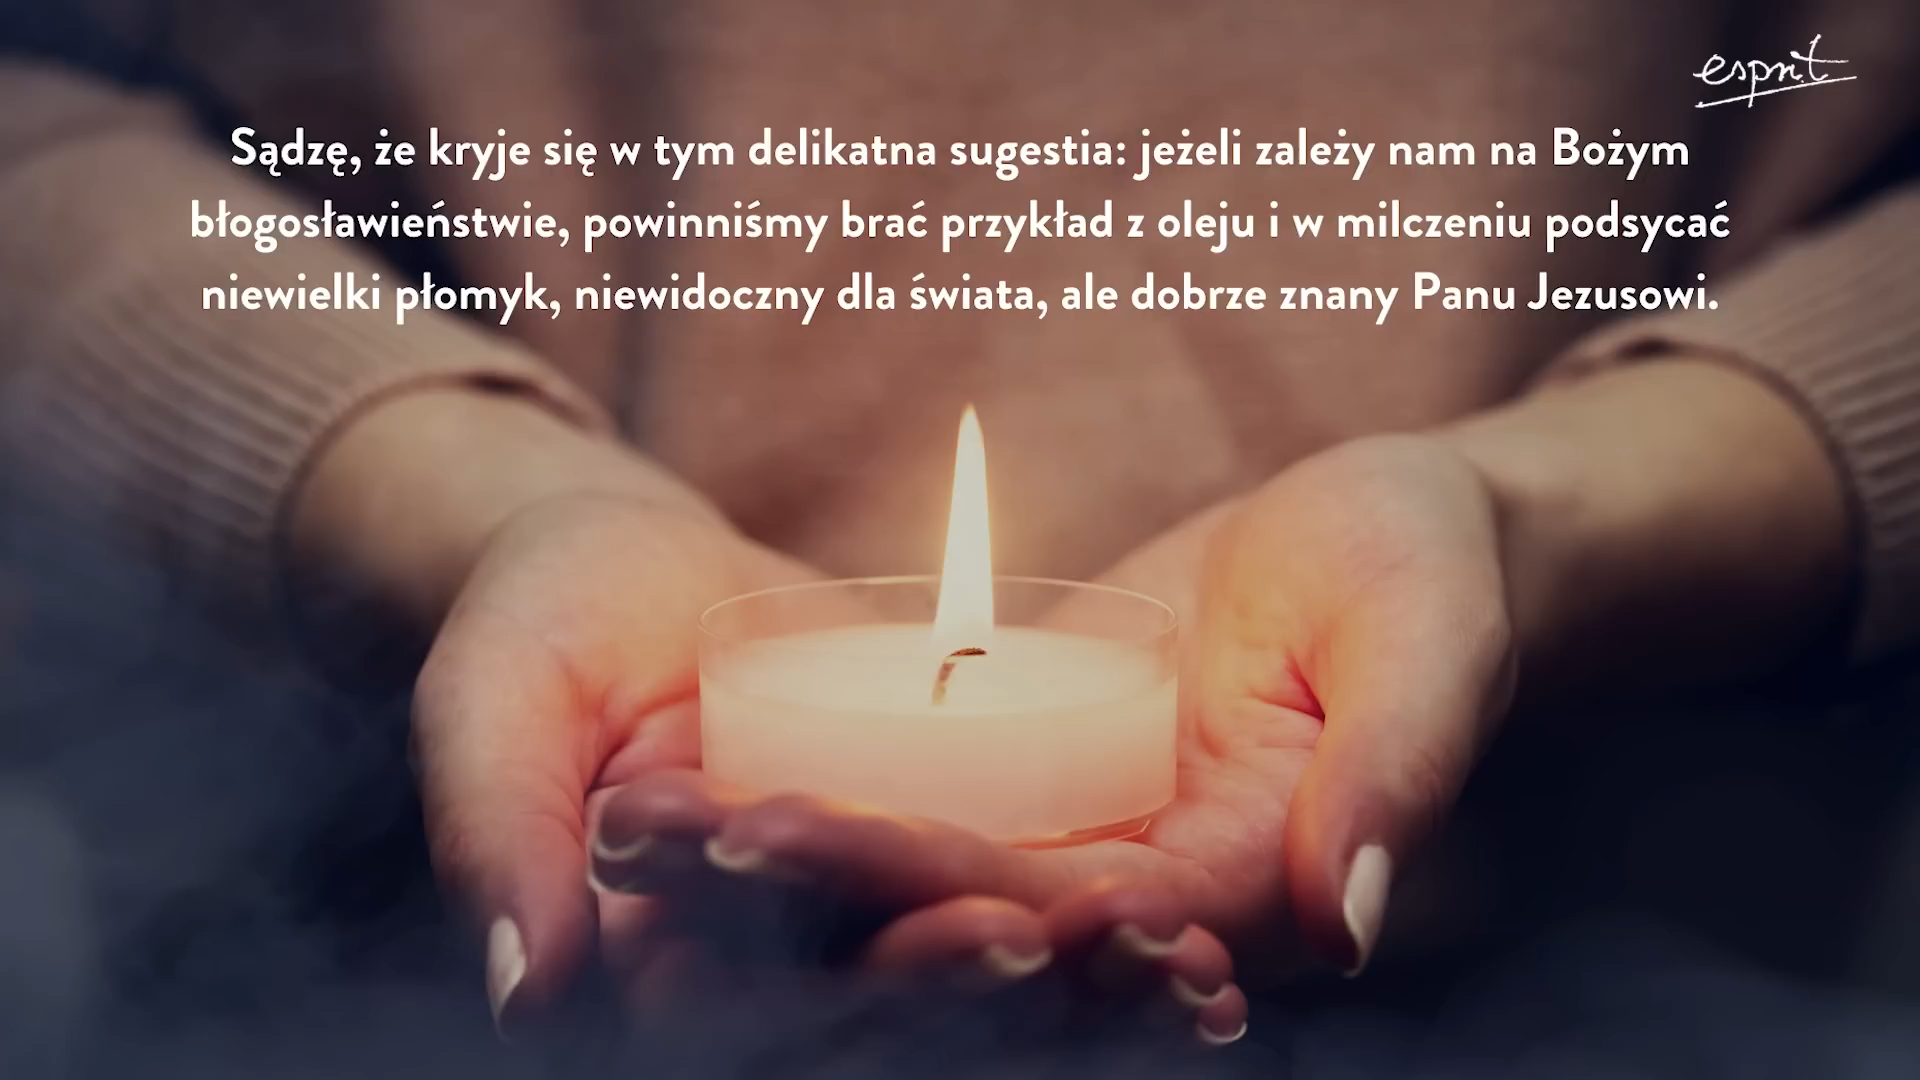 esprit
Sądzę, że kryje się w tym delikatna sugestia: jeżeli zależy nam na Bożym
błogosławieństwie, powinniśmy brać przykład z oleju i w milczeniu podsycać
niewielki płomyk, niewidoczny dla świata, ale dobrze znany Panu Jezusowi.